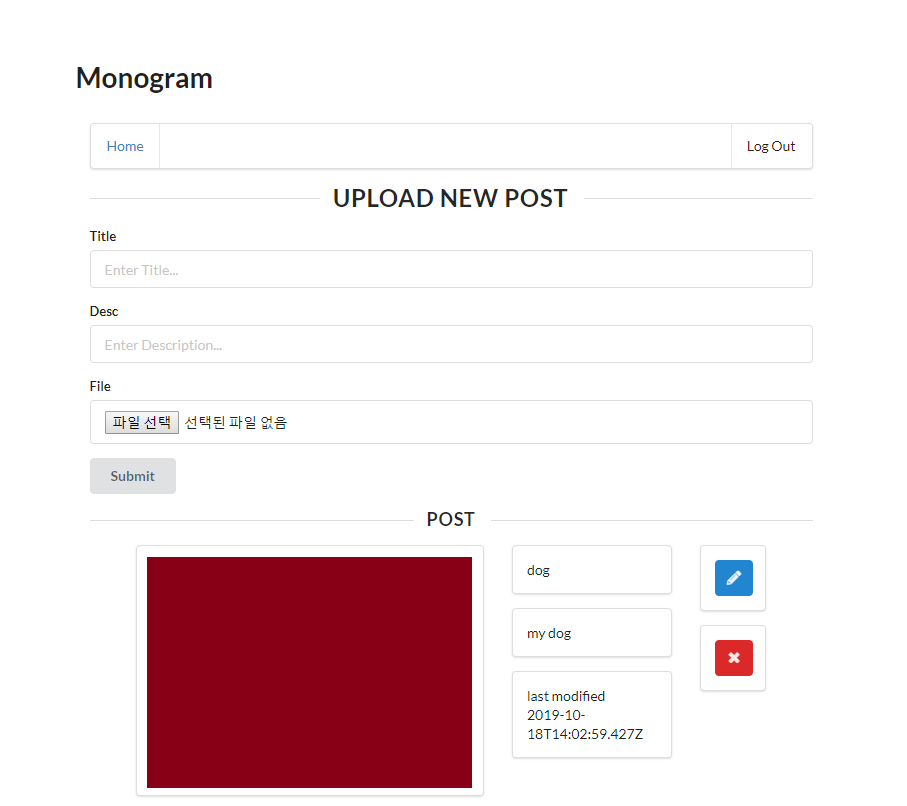 Monogram
Home
Log Out
UPLOAD NEW POST
Title
Enter Title...
Desc
Enter Description...
File
파일 선택 선택된 파일 없음
Submit
POST
dog
my dog
last modified
2019-10-
18T14:02:59.427Z